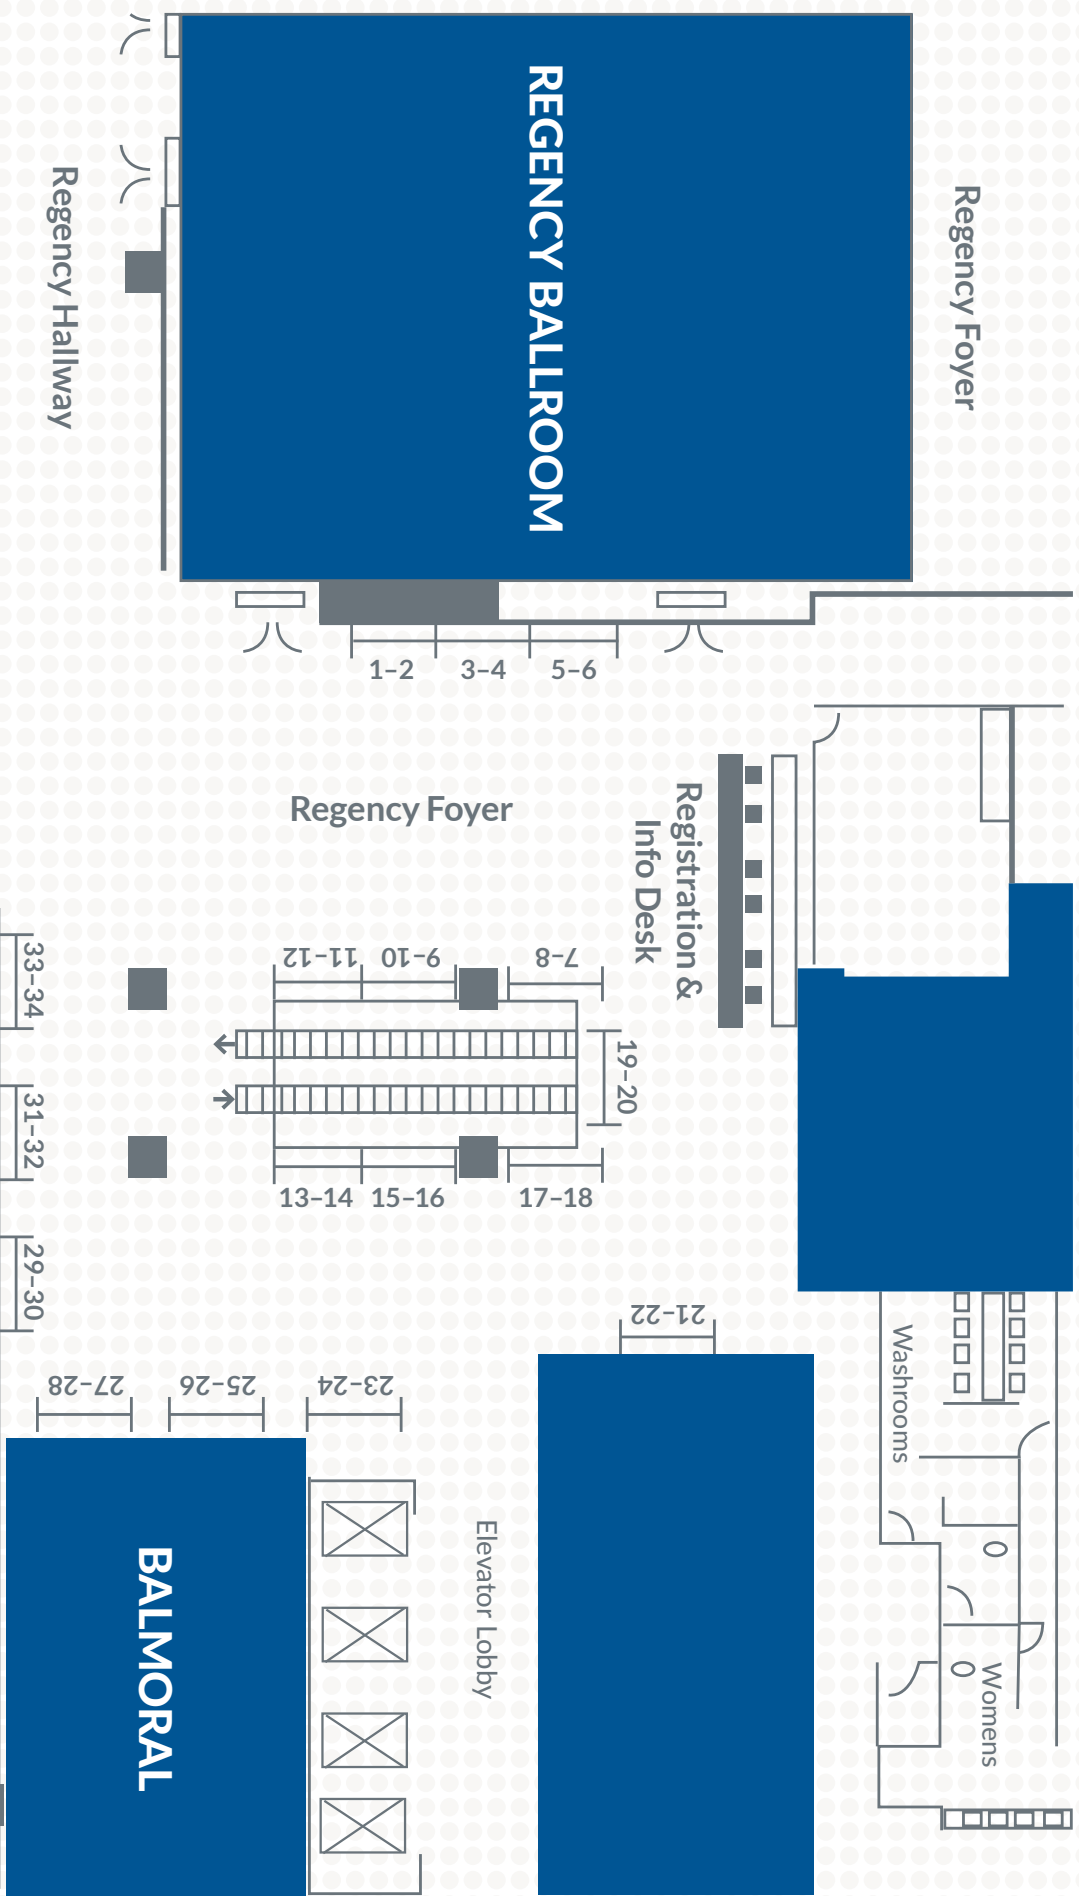 REGENCY BALLROOM
Regency Hallway
Regency Foyer
1–2
3–4
5–6
Regency Foyer
Registration &
Info Desk
33–34
31–32
29–30
11–12
9–10
7–8
19–20
13–14
15–16
17–18
21–22
27–28
25–26
23–24
BALMORAL
Elevator Lobby
Washrooms
Womens